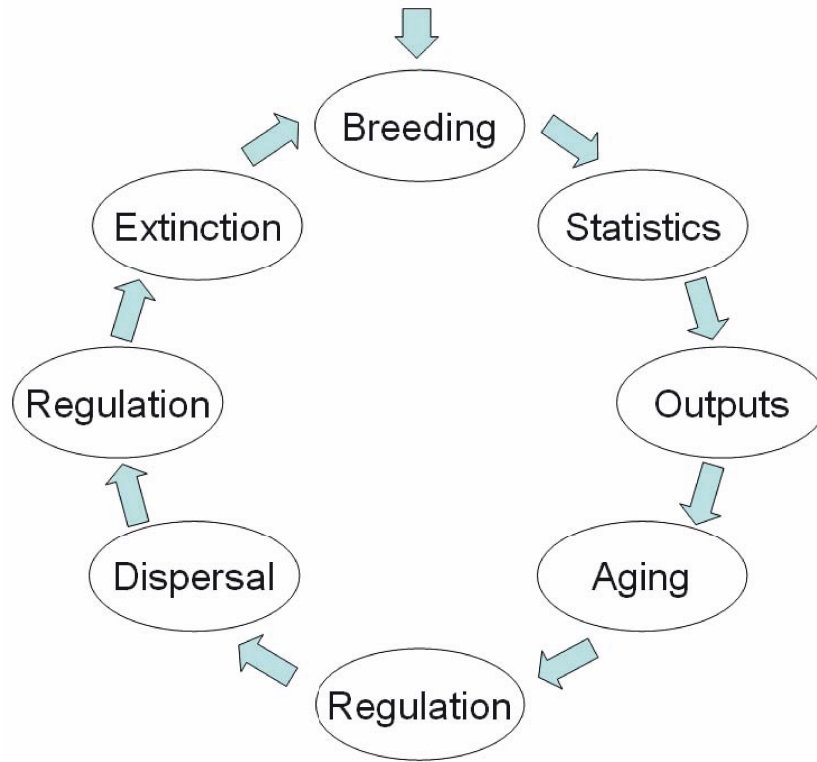 Breeding
Statistics
Outputs
Aging
Regulation
Dispersal
Regulation
Extinction